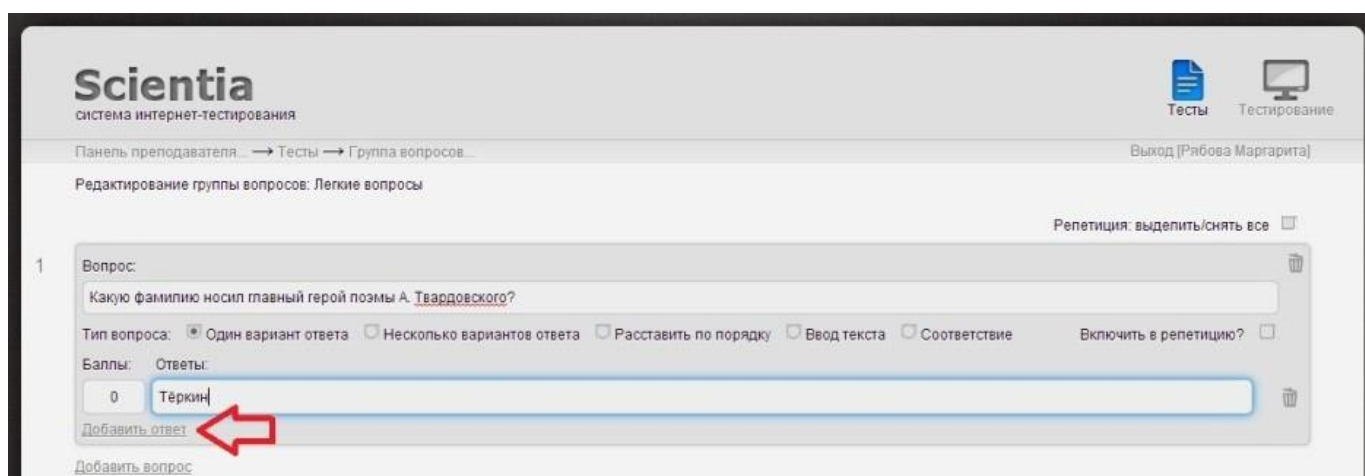 Scientia
система интернет-тестирования
Тесты Тестирование
Панель преподавателя... → Тесты → Группа вопросов... Выход [Рябова Маргарита]
Редактирование группы вопросов: Легкие вопросы
Репетиция: выделить/снять все
1 Вопрос:
Какую фамилию носил главный герой поэмы А. Твардовского?
Тип вопроса: Один вариант ответа Несколько вариантов ответа Расставить по порядку Ввод текста Соответствие Включить в репетицию?
Баллы: Ответы:
0 Тёркин
Добавить ответ
Добавить вопрос